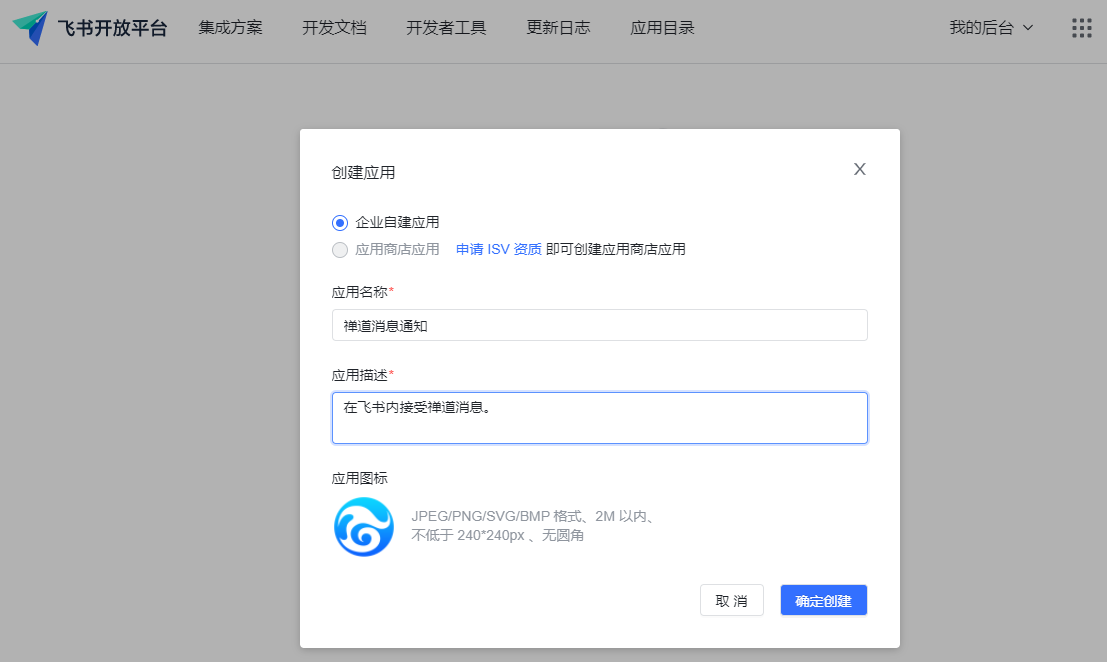 飞书开放平台 集成方案 开发文档 开发者工具 更新日志 应用目录 我的后台
创建应用 X
企业自建应用
应用商店应用 申请 ISV 资质 即可创建应用商店应用
应用名称*
禅道消息通知
应用描述*
在飞书内接受禅道消息。
应用图标
JPEG/PNG/SVG/BMP 格式、2M 以内、
不低于 240*240px 、无圆角
取 消 确定创建